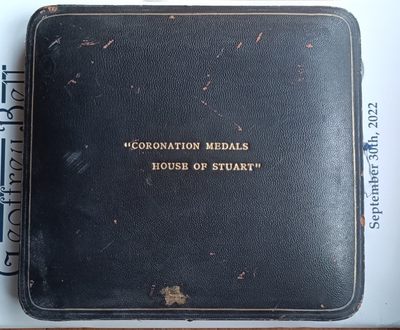 "CORONATION MEDALS
HOUSE OF STUART"
September 30th, 2022